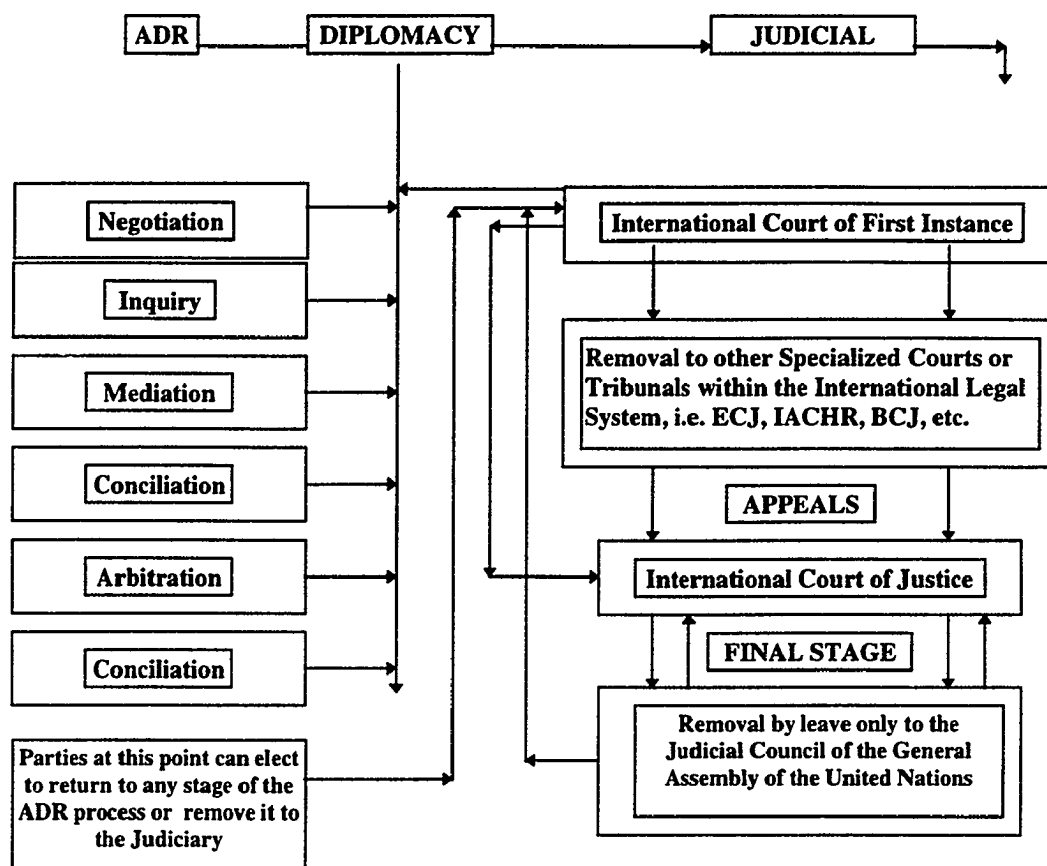 ADR DIPLOMACY JUDICIAL
Negotiation
Inquiry
Mediation
Conciliation
Arbitration
Conciliation
Parties at this point can elect
to return to any stage of the
ADR process or remove it to
the Judiciary
International Court of First Instance
Removal to other Specialized Courts or
Tribunals within the International Legal
System, i.e. ECJ, IACHR, BCJ, etc.
APPEALS
International Court of Justice
FINAL STAGE
Removal by leave only to the
Judicial Council of the General
Assembly of the United Nations